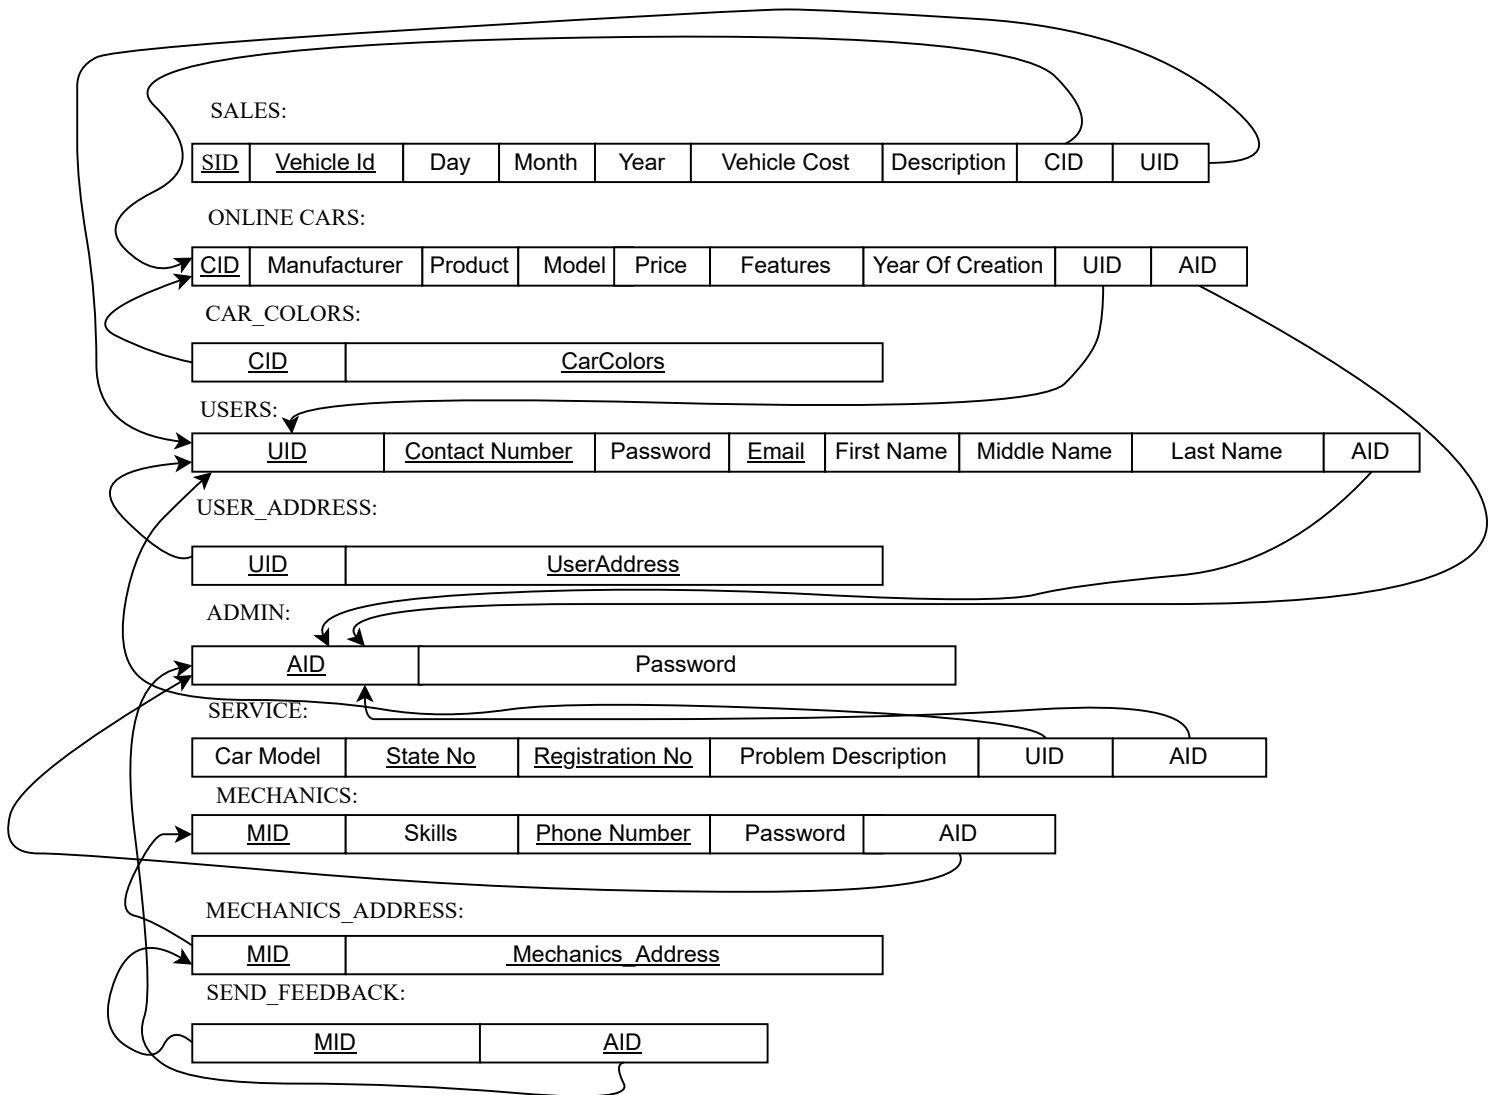 SALES:
SID Vehicle Id Day Month Year Vehicle Cost Description CID UID
ONLINE CARS:
CID Manufacturer Product Model Price Features Year Of Creation UID AID
CAR_COLORS:
CID CarColors
USERS:
UID Contact Number Password Email First Name Middle Name Last Name AID
USER_ADDRESS:
UID UserAddress
ADMIN:
AID Password
SERVICE:
Car Model State No Registration No Problem Description UID AID
MECHANICS:
MID Skills Phone Number Password AID
MECHANICS_ADDRESS:
MID Mechanics_Address
SEND_FEEDBACK:
MID AID